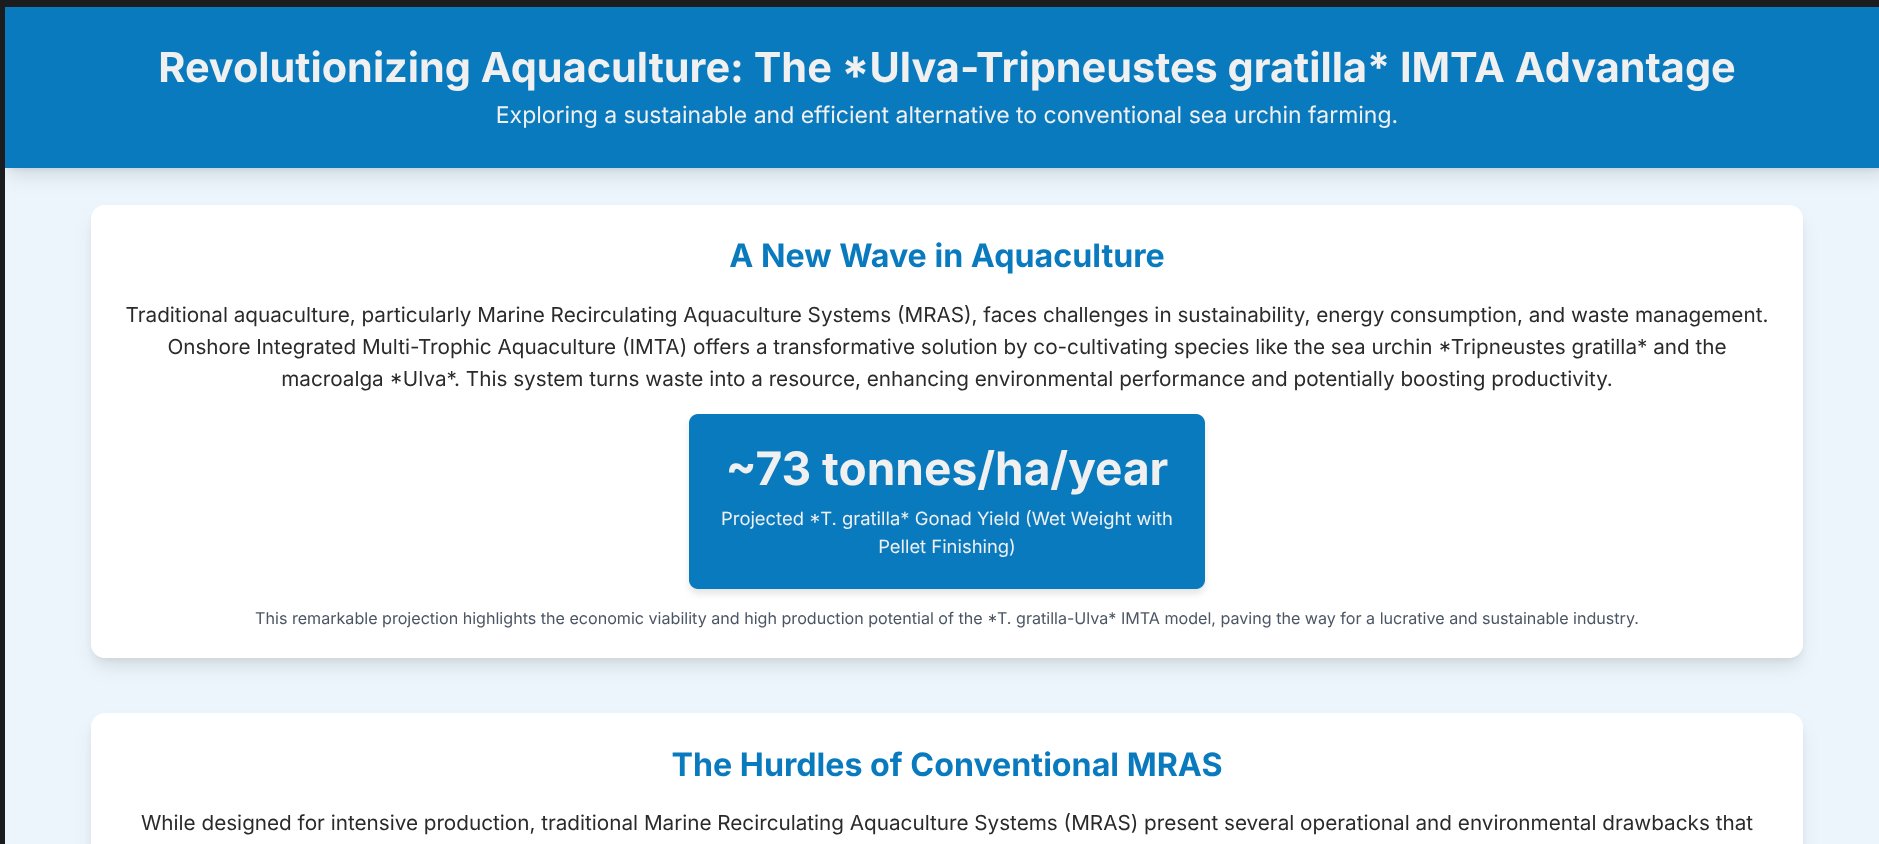 Revolutionizing Aquaculture: The *Ulva-Tripneustes gratilla* IMTA Advantage
Exploring a sustainable and efficient alternative to conventional sea urchin farming.
A New Wave in Aquaculture
Traditional aquaculture, particularly Marine Recirculating Aquaculture Systems (MRAS), faces challenges in sustainability, energy consumption, and waste management.
Onshore Integrated Multi-Trophic Aquaculture (IMTA) offers a transformative solution by co-cultivating species like the sea urchin *Tripneustes gratilla* and the
macroalga *Ulva*. This system turns waste into a resource, enhancing environmental performance and potentially boosting productivity.
~73 tonnes/ha/year
Projected *T. gratilla* Gonad Yield (Wet Weight with
Pellet Finishing)
This remarkable projection highlights the economic viability and high production potential of the *T. gratilla-Ulva* IMTA model, paving the way for a lucrative and sustainable industry.
The Hurdles of Conventional MRAS
While designed for intensive production, traditional Marine Recirculating Aquaculture Systems (MRAS) present several operational and environmental drawbacks that